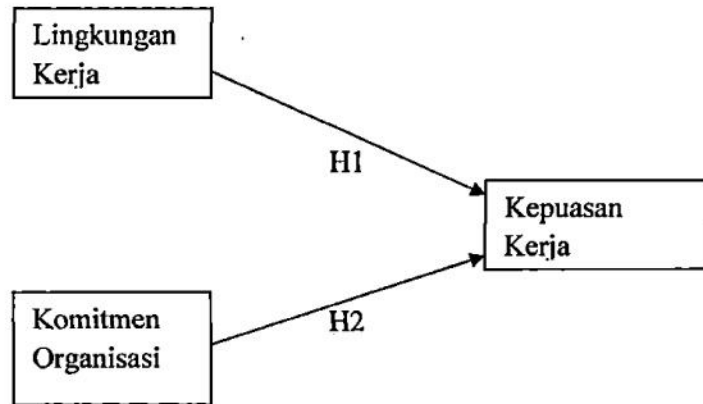 Lingkungan
Kerja
H1
Kepuasan
Kerja
H2
Komitmen
Organisasi